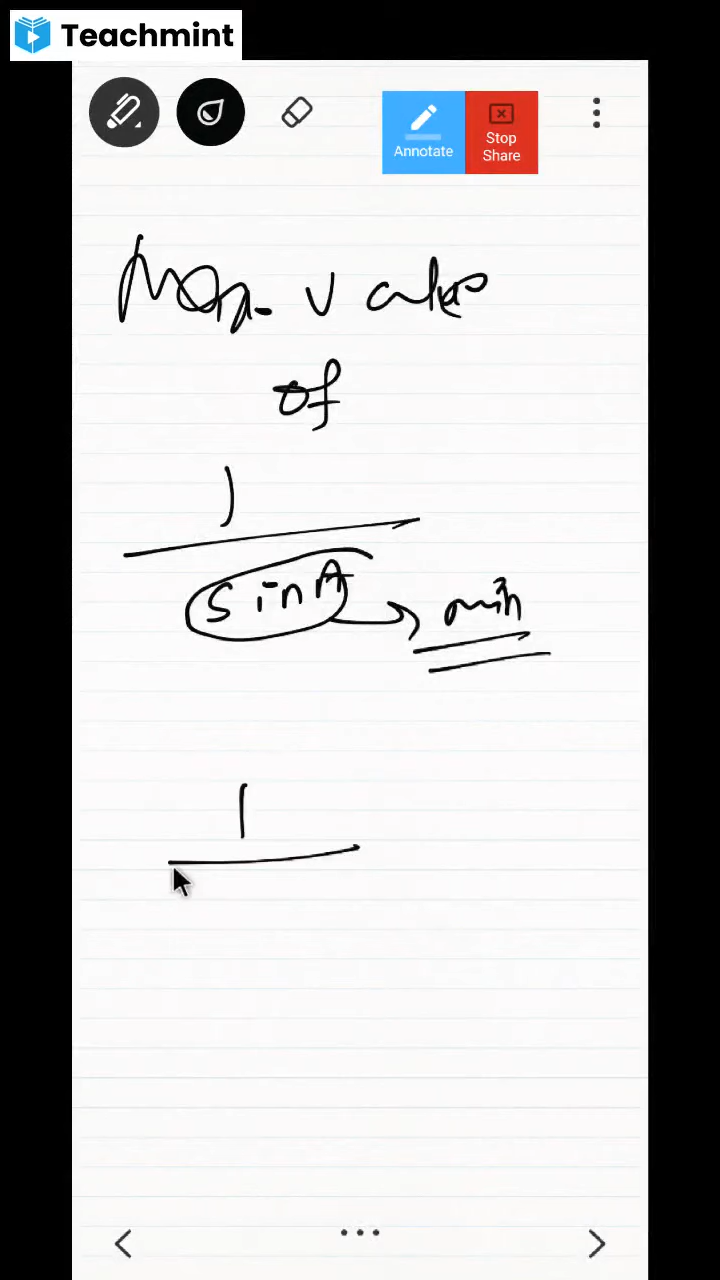 Teachmint
Annotate
Stop
Share
Max. value
of
1
sin A → min
1